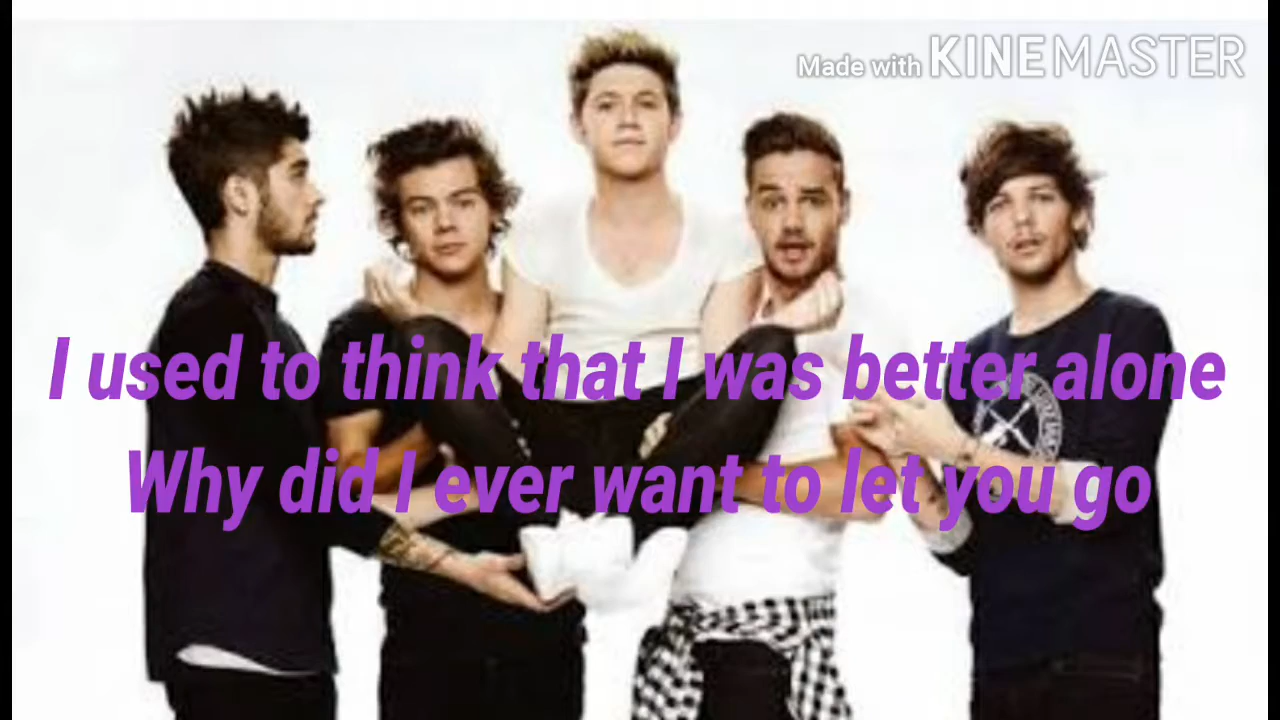 Made with KINEMASTER
I used to think that I was better alone
Why did I ever want to let you go